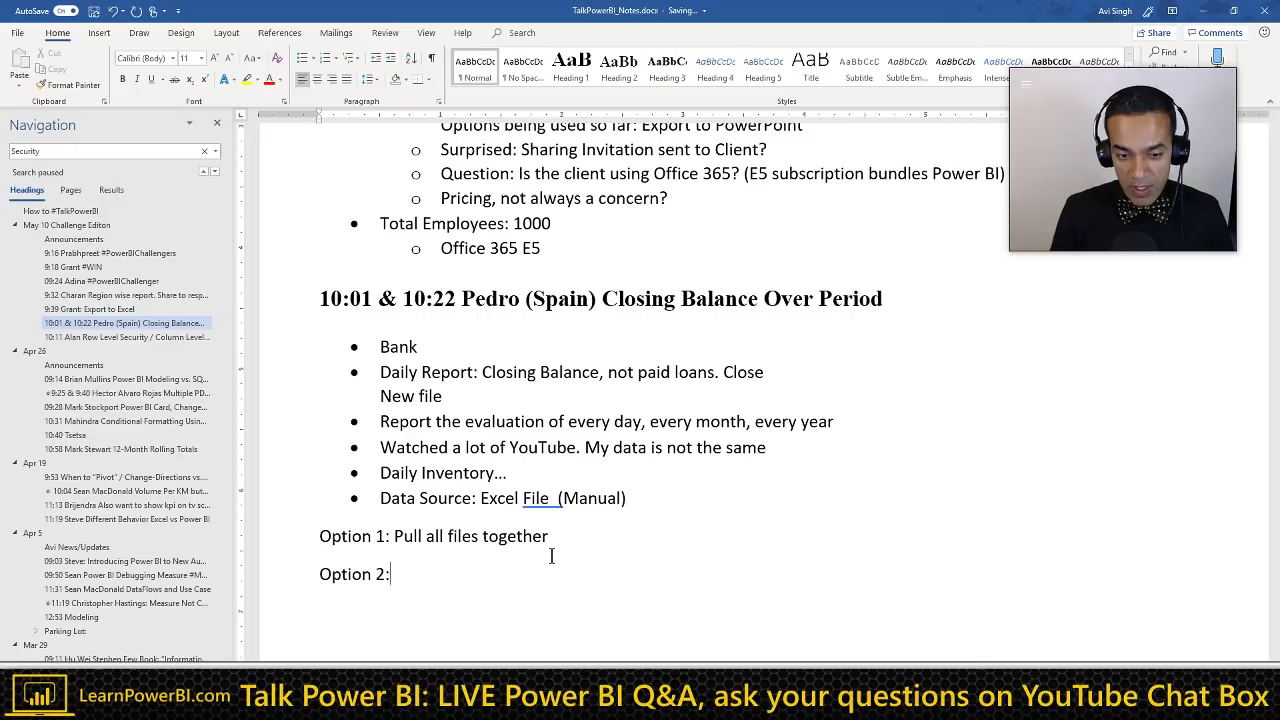 AutoSave On TalkPowerBI_Notes.docx - Saving... Avi Singh
File Home Insert Draw Design Layout References Mailings Review View Help Search Share Comments
Cut
Copy
Format Painter
Paste
Clipboard
Calibri (Body) 11
Font
Paragraph
AaBbCcDc AaBbCcDc AaB AaBb AaBbC
¶ Normal ¶ No Spac... Heading 1 Heading 2 Heading 3 Heading 4 Heading 5 Title Subtitle Subtle Em... Emphasis
Styles
Find
Navigation
Security
Search paused
Headings Pages Results
How to #TalkPowerBI
May 10 Challenge Editon
Announcements
9:16 Prabhpreet #PowerBIChallengers
9:18 Grant #WIN
09:24 Adina #PowerBIChallenger
9:32 Charan Region wise report. Share to resp...
9:39 Grant: Export to Excel
10:01 & 10:22 Pedro (Spain) Closing Balance...
10:11 Alan Row Level Security / Column Level...
Apr 26
Announcements
09:14 Brian Mullins Power BI Modeling vs. SQ...
+9:25 & 9:40 Hector Alvaro Rojas Multiple PD...
09:28 Mark Stockport Power BI Card, Change...
10:31 Mahindra Conditional Formatting Usin...
10:40 Tsetsa
10:58 Mark Stewart 12-Month Rolling Totals
Apr 19
9:53 When to "Pivot" / Change-Directions vs...
+ 10:04 Sean MacDonald Volume Per KM but...
11:13 Brijendra Also want to show kpi on tv sc...
11:19 Steve Different Behavior Excel vs Power BI
Apr 5
Avi News/Updates
09:03 Steve: Introducing Power BI to New Au...
09:50 Sean Power BI Debugging Measure #M...
11:31 Sean MacDonald DataFlows and Use Case
+11:19 Christopher Hastings: Measure Not C...
12:53 Modeling
Parking Lot:
Mar 29
09:11 Hu Wei Stephen Few Book: "Informatio...
Options being used so far: Export to PowerPoint
o Surprised: Sharing Invitation sent to Client?
o Question: Is the client using Office 365? (E5 subscription bundles Power BI)
o Pricing, not always a concern?
• Total Employees: 1000
o Office 365 E5
10:01 & 10:22 Pedro (Spain) Closing Balance Over Period
• Bank
• Daily Report: Closing Balance, not paid loans. Close
New file
• Report the evaluation of every day, every month, every year
• Watched a lot of YouTube. My data is not the same
• Daily Inventory...
• Data Source: Excel File (Manual)
Option 1: Pull all files together
Option 2:
LearnPowerBI.com Talk Power BI: LIVE Power BI Q&A, ask your questions on YouTube Chat Box